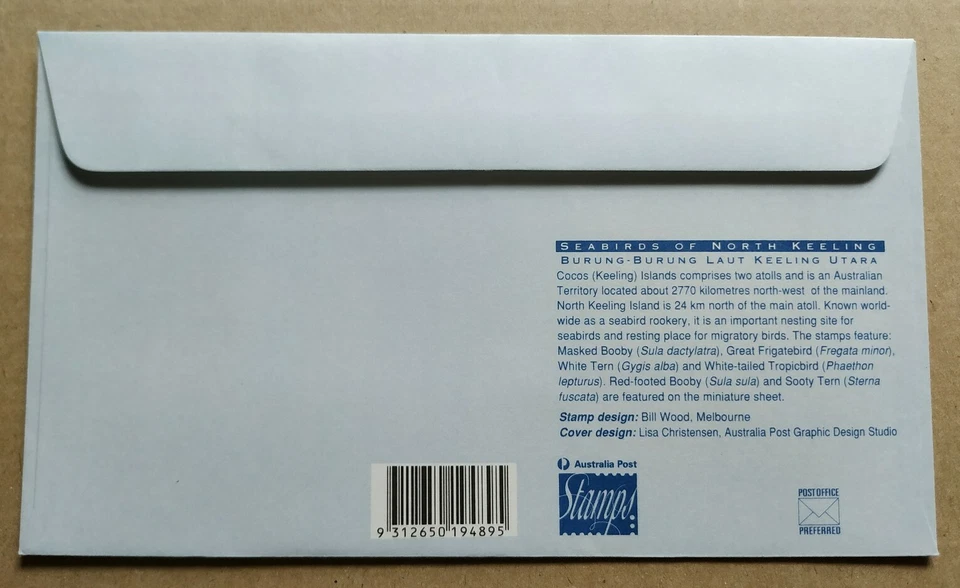 SEABIRDS OF NORTH KEELING
BURUNG-BURUNG LAUT KEELING UTARA
Cocos (Keeling) Islands comprises two atolls and is an Australian
Territory located about 2770 kilometres north-west of the mainland.
North Keeling Island is 24 km north of the main atoll. Known world-
wide as a seabird rookery, it is an important nesting site for
seabirds and resting place for migratory birds. The stamps feature:
Masked Booby (Sula dactylatra), Great Frigatebird (Fregata minor),
White Tern (Gygis alba) and White-tailed Tropicbird (Phaethon
lepturus). Red-footed Booby (Sula sula) and Sooty Tern (Sterna
fuscata) are featured on the miniature sheet.
Stamp design: Bill Wood, Melbourne
Cover design: Lisa Christensen, Australia Post Graphic Design Studio
Australia Post
Stamps
POST OFFICE
PREFERRED
9 312650 194895